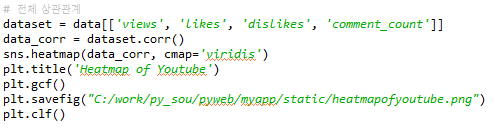 # 전체 상관관계
dataset = data[['views', 'likes', 'dislikes', 'comment_count']]
data_corr = dataset.corr()
sns.heatmap(data_corr, cmap='viridis')
plt.title('Heatmap of Youtube')
plt.gcf()
plt.savefig("C:/work/py_sou/pyweb/myapp/static/heatmapofyoutube.png")
plt.clf()